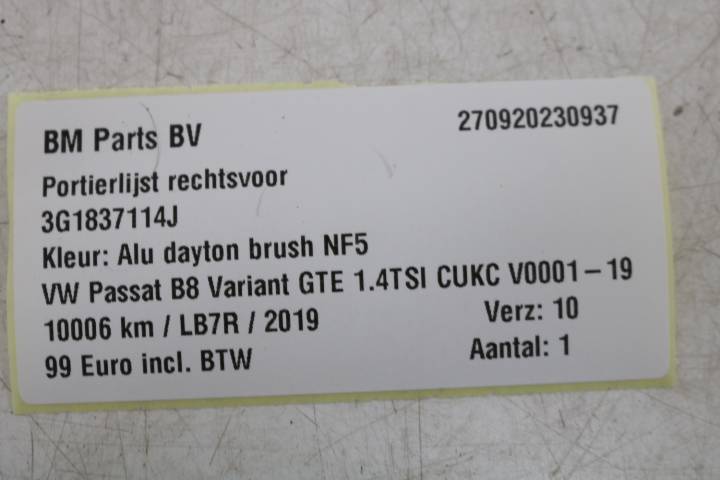 BM Parts BV 270920230937
Portierlijst rechtsvoor
3G1837114J
Kleur: Alu dayton brush NF5
VW Passat B8 Variant GTE 1.4TSI CUKC V0001-19
10006 km / LB7R / 2019 Verz: 10
99 Euro incl. BTW Aantal: 1